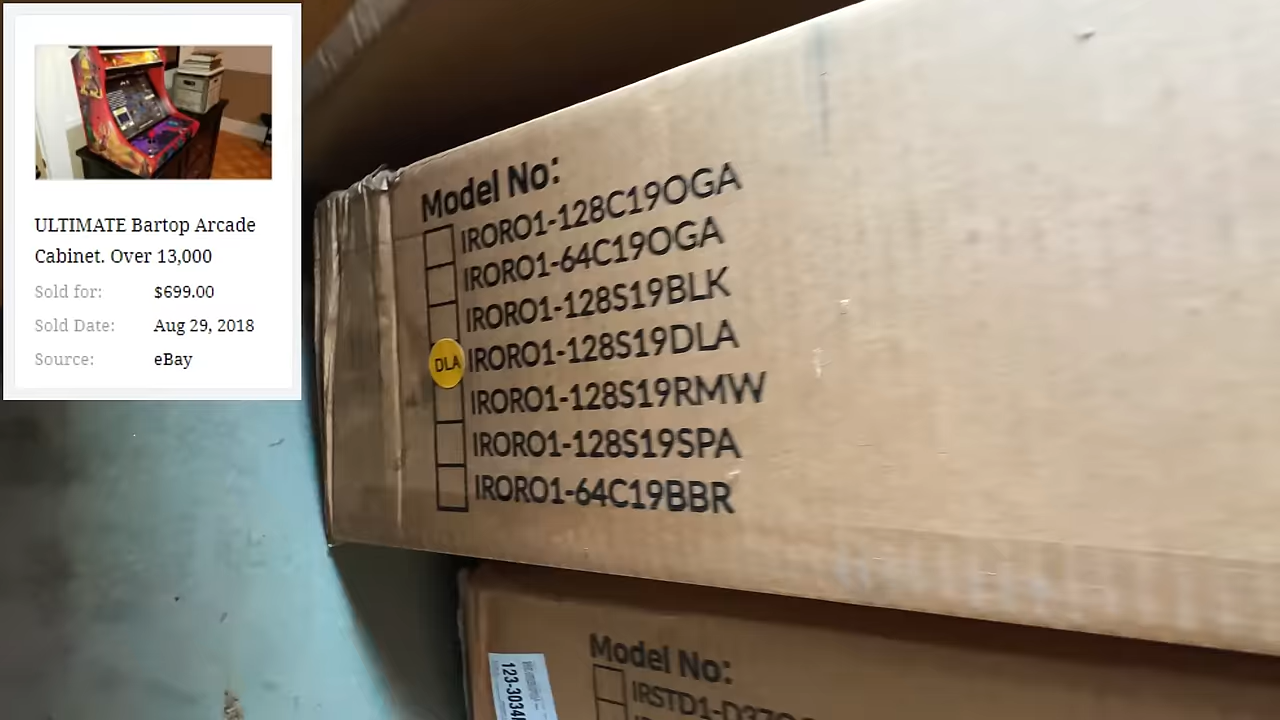 ULTIMATE Bartop Arcade
Cabinet. Over 13,000
Sold for: $699.00
Sold Date: Aug 29, 2018
Source: eBay
Model No:
IRORO1-128C19OGA
IRORO1-64C19OGA
IRORO1-128S19BLK
DLA IRORO1-128S19DLA
IRORO1-128S19RMW
IRORO1-128S19SPA
IRORO1-64C19BBR
Model No: